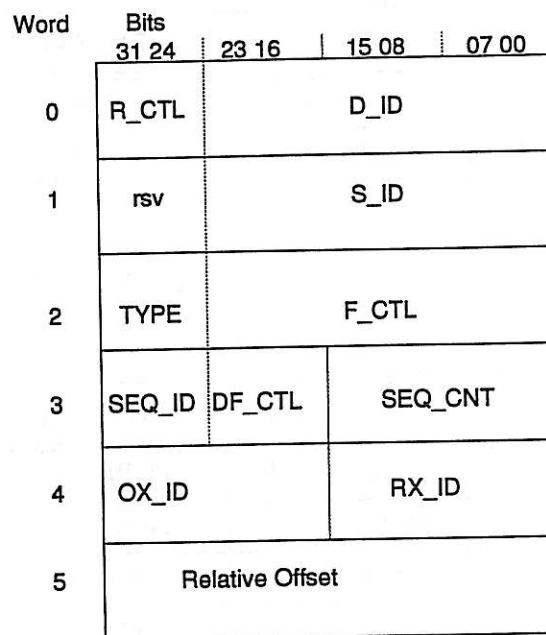 Word Bits
31 24 23 16 15 08 07 00
0 R_CTL D_ID
1 rsv S_ID
2 TYPE F_CTL
3 SEQ_ID DF_CTL SEQ_CNT
4 OX_ID RX_ID
5 Relative Offset